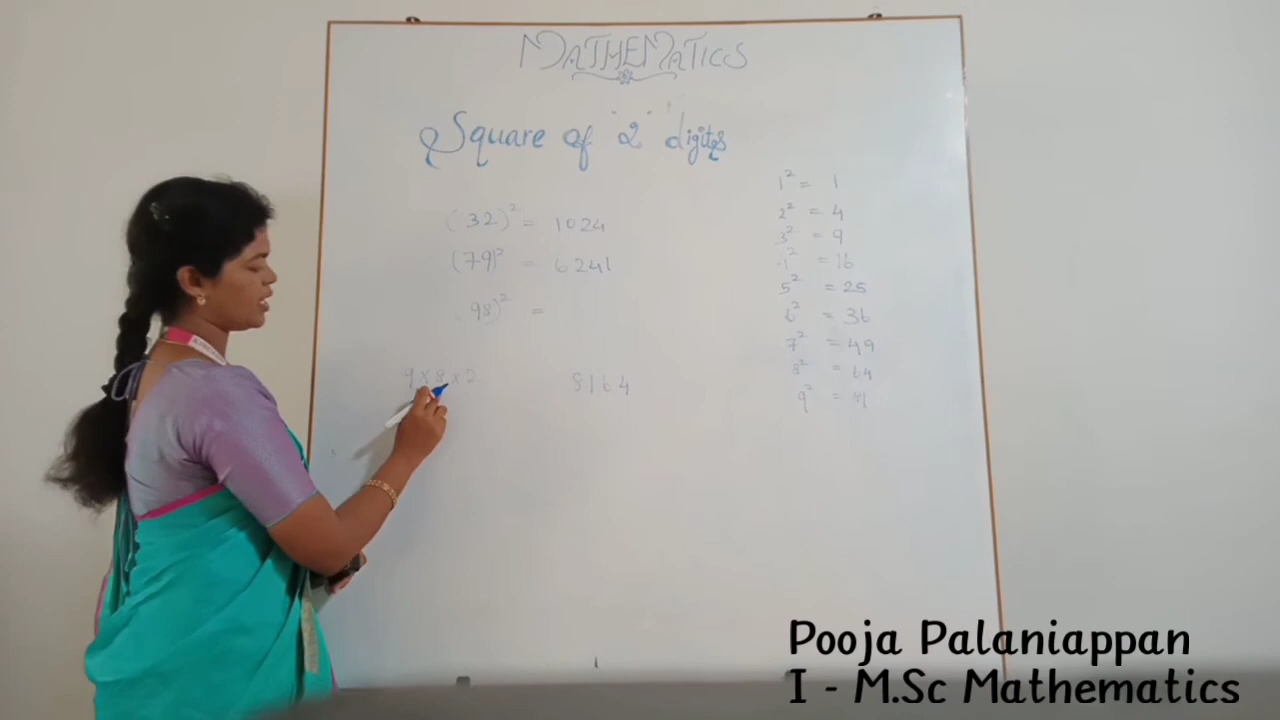 MATHEMATICS
Square of "2" digits
(32)² = 1024
(79)² = 6241
98)² =
9 x 8 x 2
8164
1² = 1
2² = 4
3² = 9
4² = 16
5² = 25
6² = 36
7² = 49
8² = 64
9² = 81
Pooja Palaniappan
I - M.Sc Mathematics